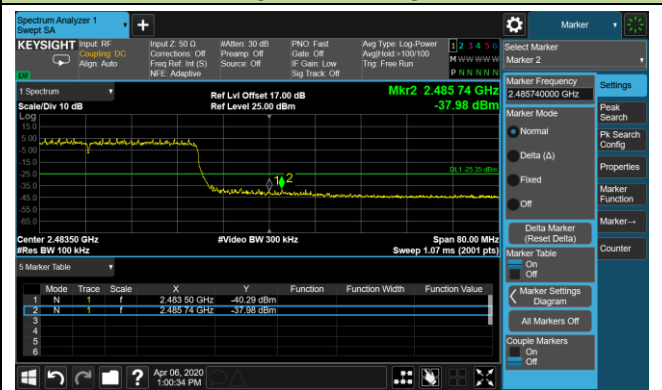 Spectrum Analyzer 1
Swept SA
+
Marker
KEYSIGHT Input: RF Input Z: 50 Ω #Atten: 30 dB PNO: Fast Avg Type: Log-Power 1 2 3 4 5 6
Coupling: DC Corrections: Off Preamp: Off Gate: Off Avg|Hold:>100/100 M W W W W W
Align: Auto Freq Ref: Int (S) Source: Off IF Gain: Low Trig: Free Run
NFE: Adaptive Sig Track: Off P N N N N N
LXI
Select Marker
Marker 2
1 Spectrum
Scale/Div 10 dB
Ref Lvl Offset 17.00 dB
Ref Level 25.00 dBm
Mkr2 2.485 74 GHz
-37.98 dBm
Log
15.0
5.00
-5.00
-15.0
-25.0
-35.0
-45.0
-55.0
-65.0
DL1 -25.35 dBm
1 2
Center 2.48350 GHz #Video BW 300 kHz Span 80.00 MHz
#Res BW 100 kHz Sweep 1.07 ms (2001 pts)
5 Marker Table
Mode Trace Scale X Y Function Function Width Function Value
1 N 1 f 2.483 50 GHz -40.29 dBm
2 N 1 f 2.485 74 GHz -37.98 dBm
3
4
5
6
Marker Frequency
2.485740000 GHz
Marker Mode
Normal
Delta (Δ)
Fixed
Off
Delta Marker
(Reset Delta)
Marker Table
On
Off
Marker Settings
Diagram
All Markers Off
Couple Markers
On
Off
Settings
Peak
Search
Pk Search
Config
Properties
Marker
Function
Marker→
Counter
?
Apr 06, 2020
1:00:34 PM